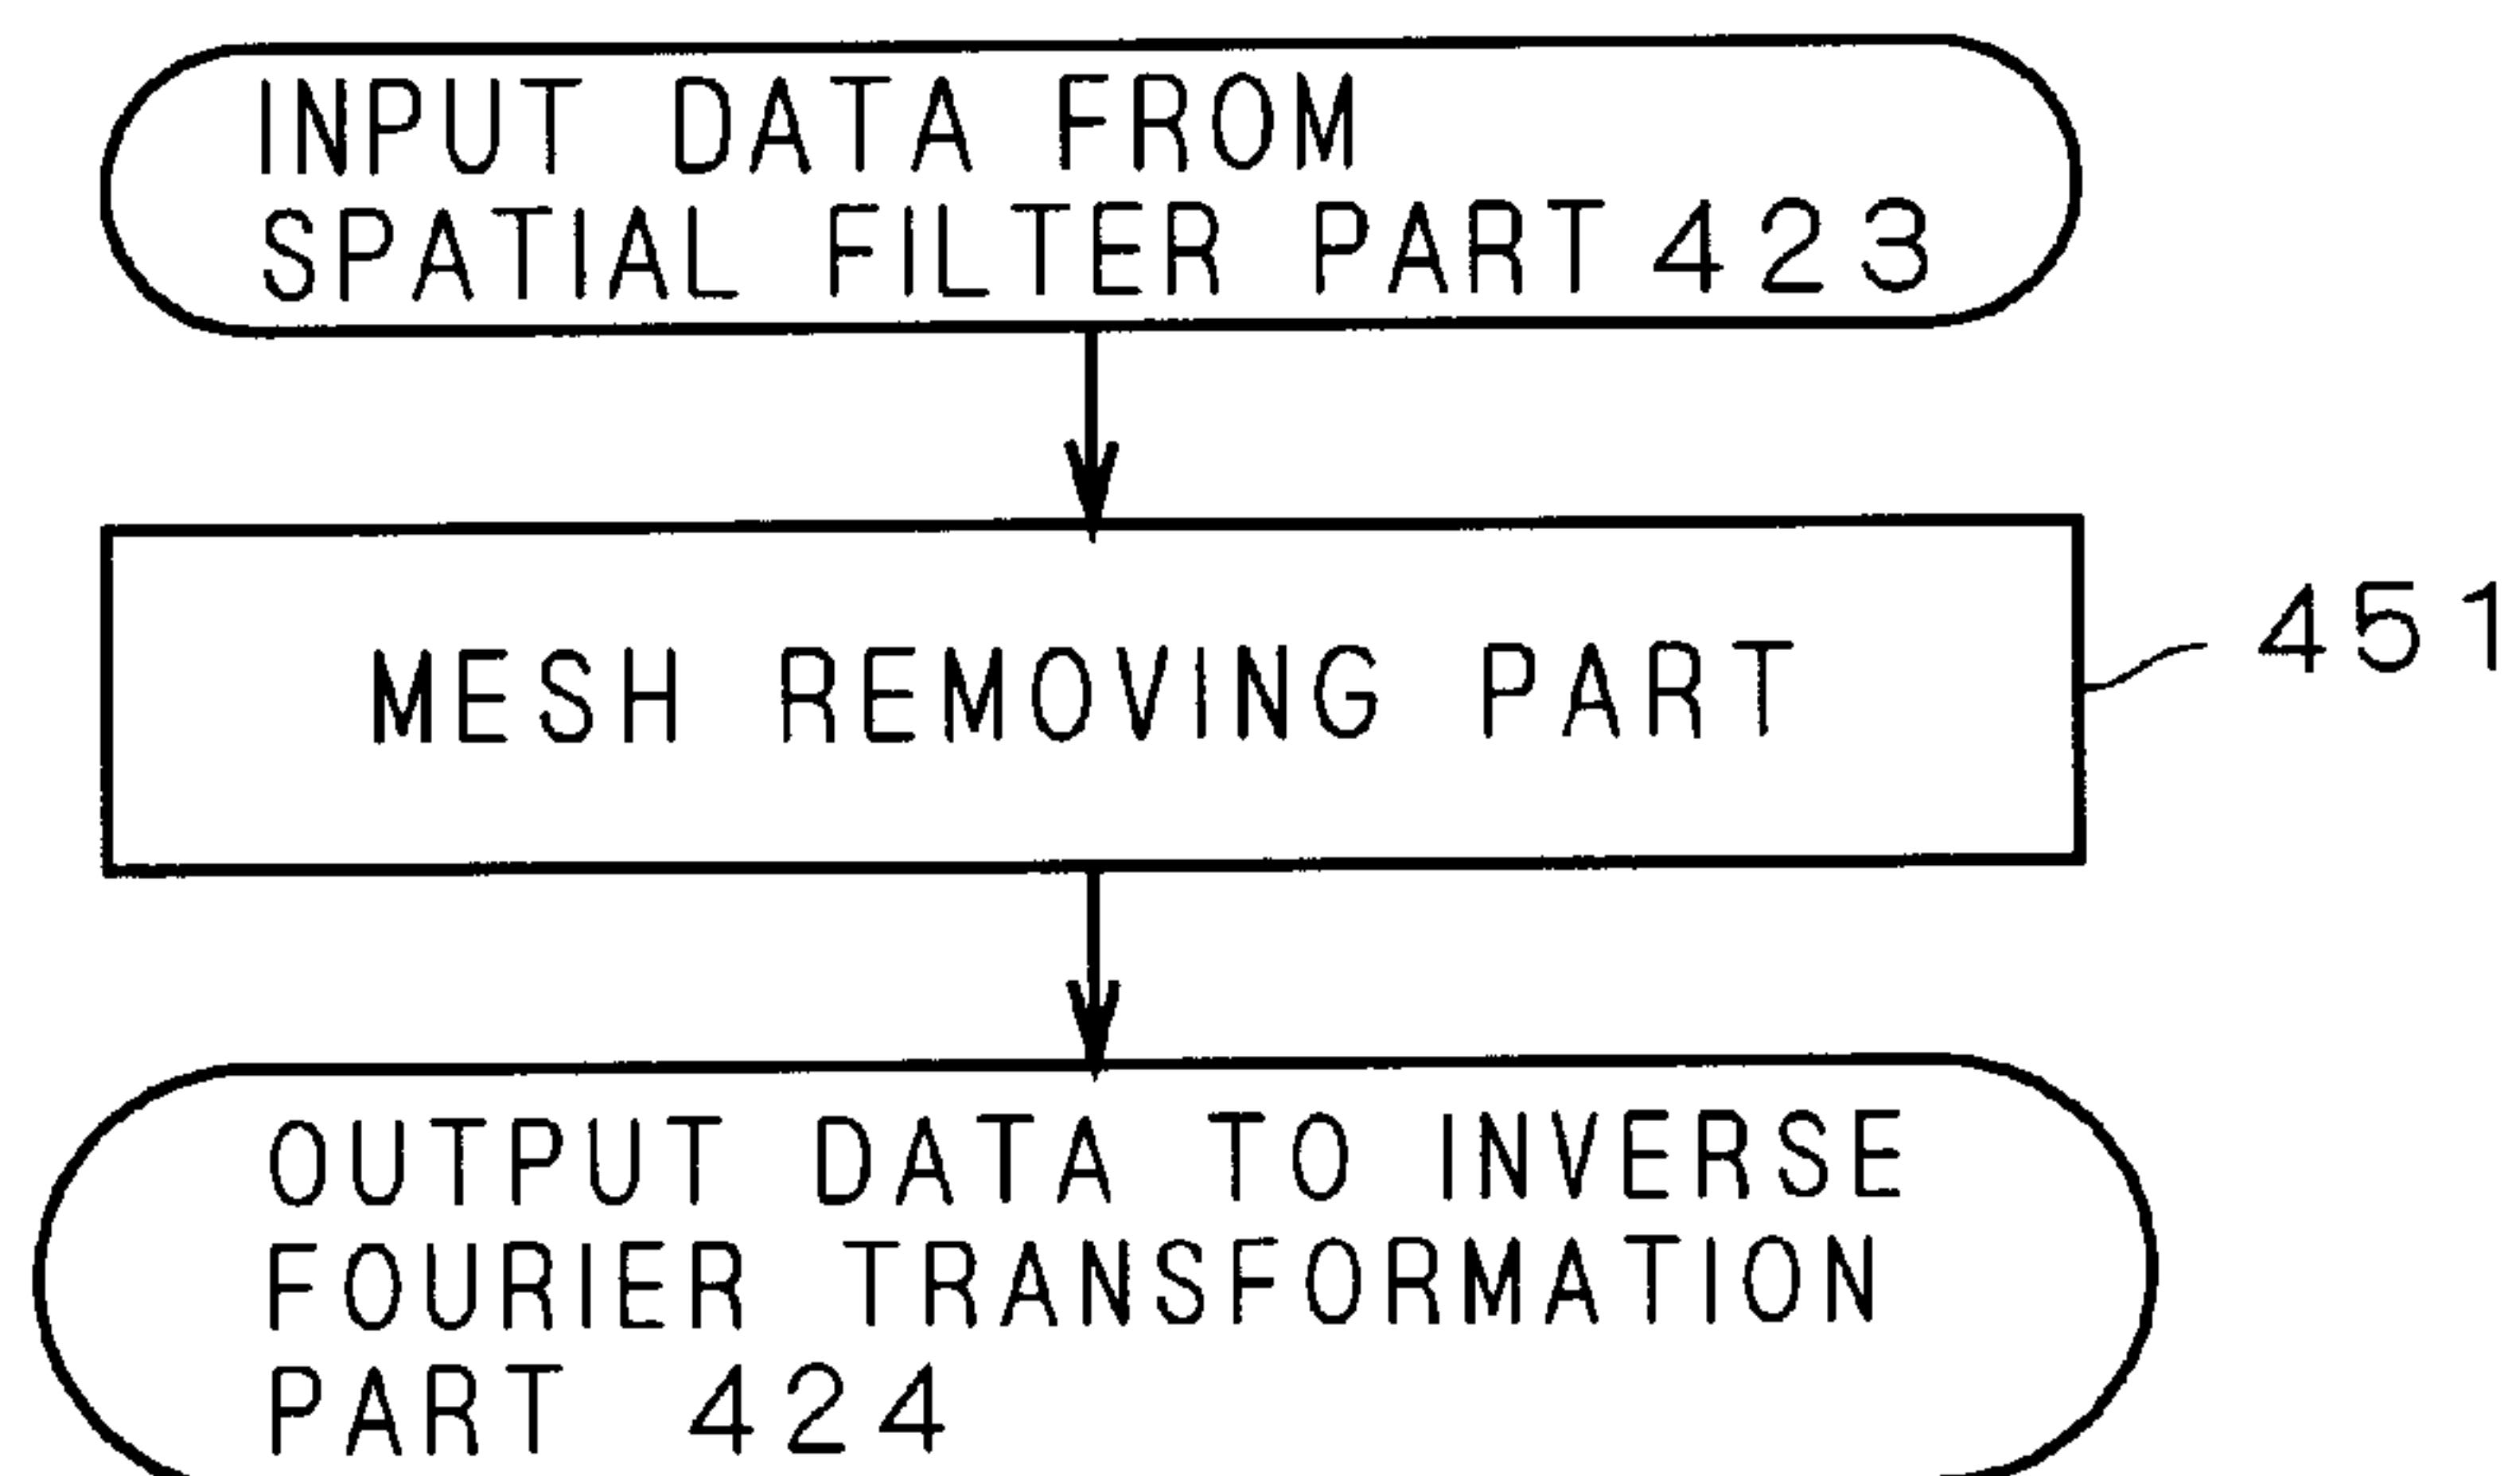 INPUT DATA FROM
SPATIAL FILTER PART 423
MESH REMOVING PART
451
OUTPUT DATA TO INVERSE
FOURIER TRANSFORMATION
PART 424